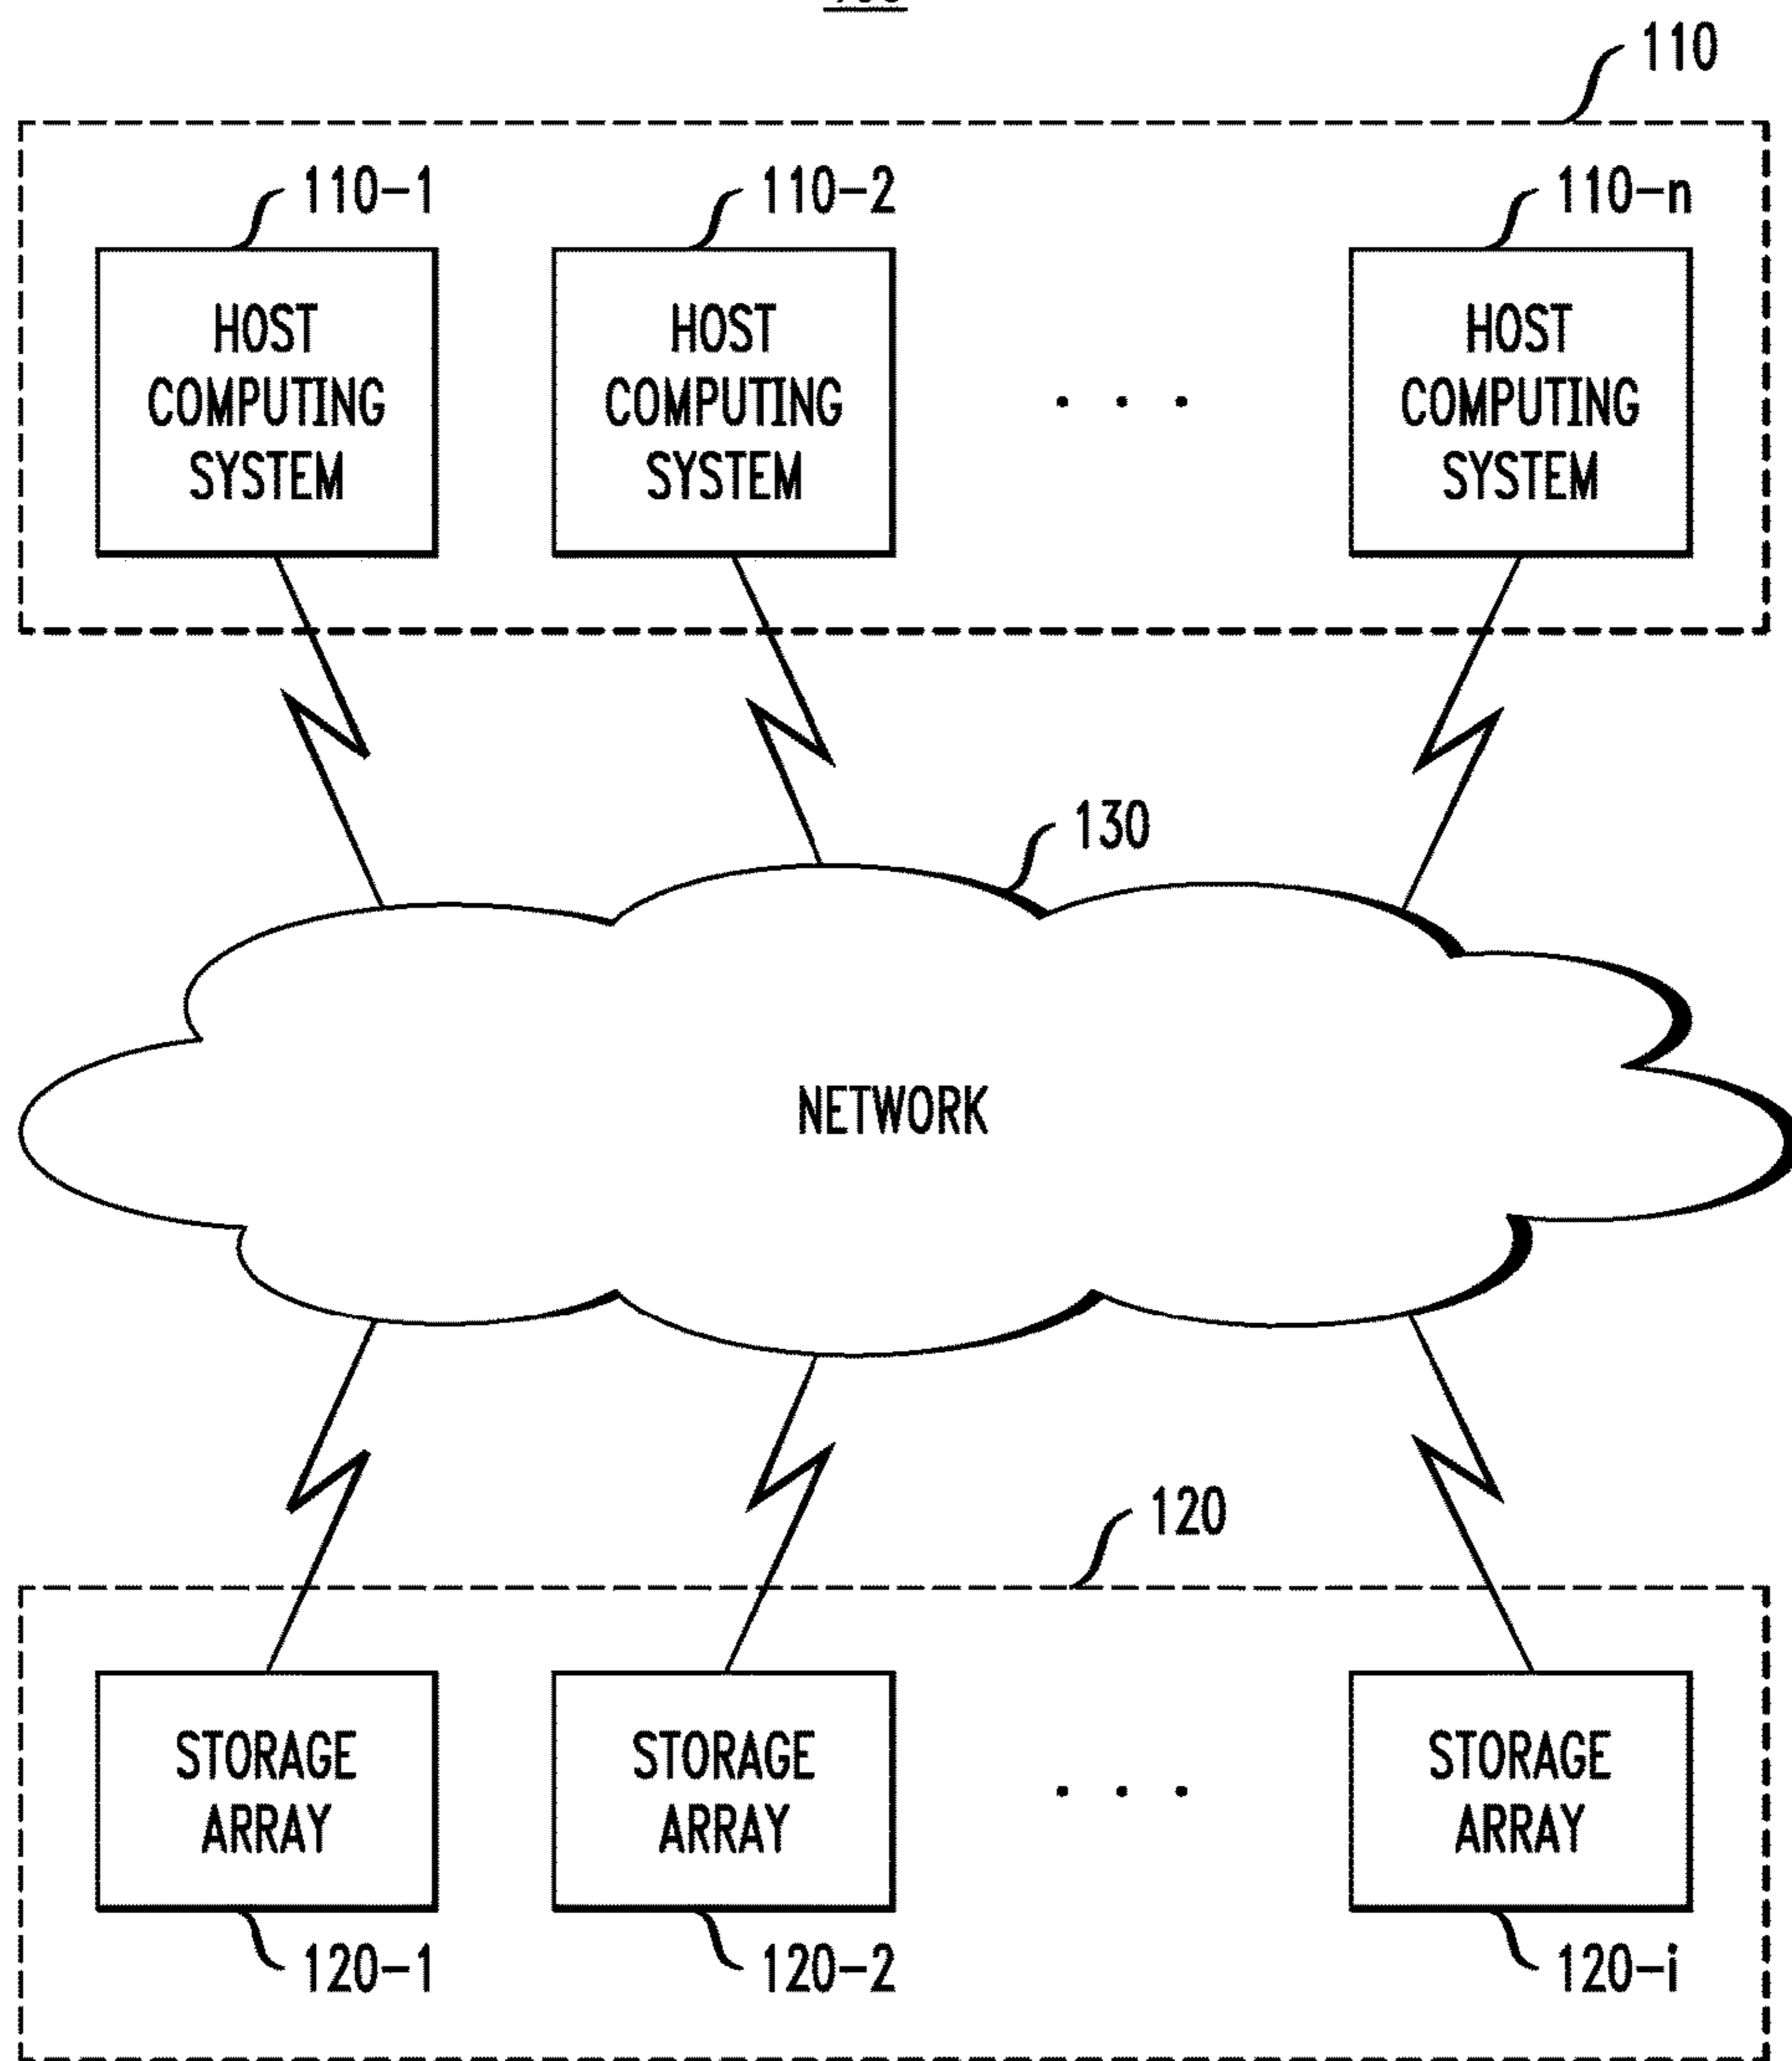 110
110-1
110-2
110-n
HOST
COMPUTING
SYSTEM
HOST
COMPUTING
SYSTEM
. . .
HOST
COMPUTING
SYSTEM
130
NETWORK
120
STORAGE
ARRAY
STORAGE
ARRAY
. . .
STORAGE
ARRAY
120-1
120-2
120-i